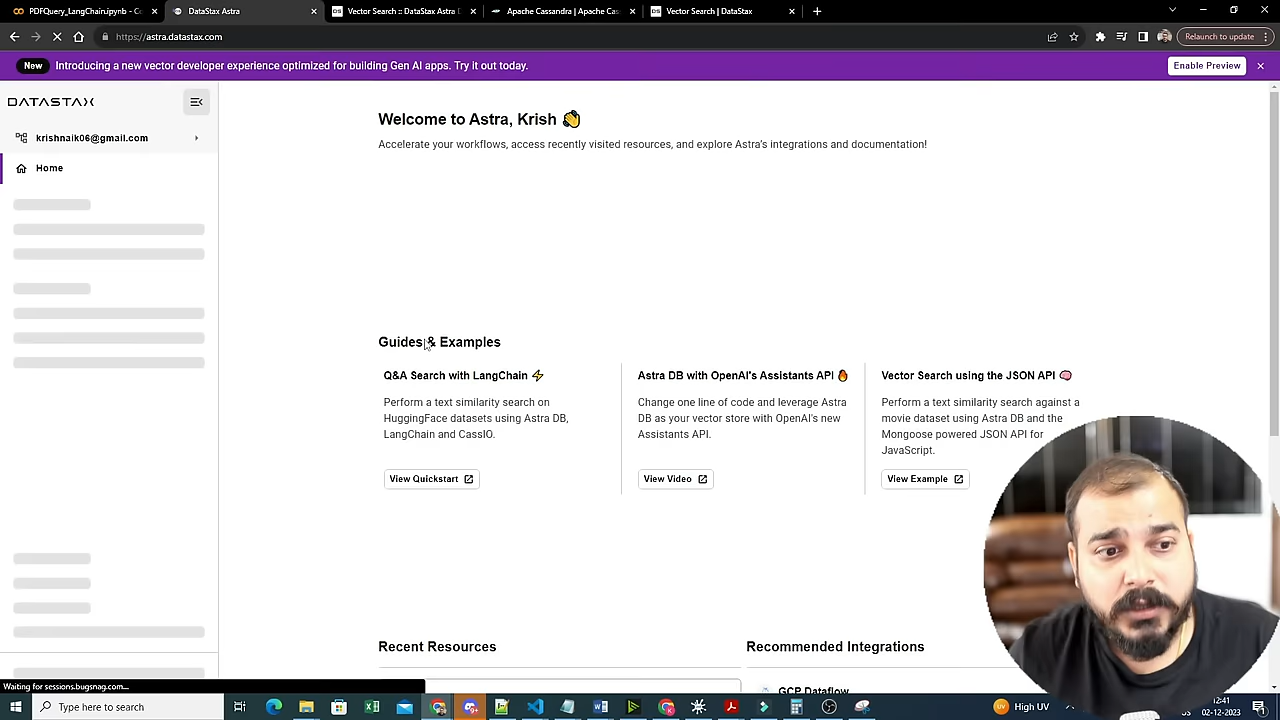 PDFQuery_LangChain.ipynb - Co
DataStax Astra
Vector Search :: DataStax Astra D
Apache Cassandra | Apache Cas
Vector Search | DataStax
https://astra.datastax.com
Relaunch to update
New
Introducing a new vector developer experience optimized for building Gen AI apps. Try it out today.
Enable Preview
DATASTAX
krishnaik06@gmail.com
Home
Welcome to Astra, Krish 👋
Accelerate your workflows, access recently visited resources, and explore Astra's integrations and documentation!
Guides & Examples
Q&A Search with LangChain ⚡
Perform a text similarity search on
HuggingFace datasets using Astra DB,
LangChain and CassIO.
View Quickstart
Astra DB with OpenAI's Assistants API 🔥
Change one line of code and leverage Astra
DB as your vector store with OpenAI's new
Assistants API.
View Video
Vector Search using the JSON API 🧠
Perform a text similarity search against a
movie dataset using Astra DB and the
Mongoose powered JSON API for
JavaScript.
View Example
Recent Resources
Recommended Integrations
GCP Dataflow
Waiting for sessions.bugsnag.com...
Type here to search
High UV
12:41
02-12-2023